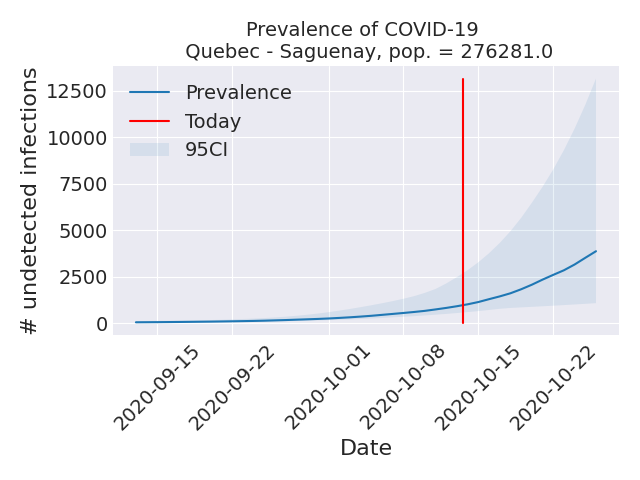 Prevalence of COVID-19
Quebec - Saguenay, pop. = 276281.0
# undetected infections
12500
10000
7500
5000
2500
0
Prevalence
Today
95CI
2020-09-15
2020-09-22
2020-10-01
2020-10-08
2020-10-15
2020-10-22
Date